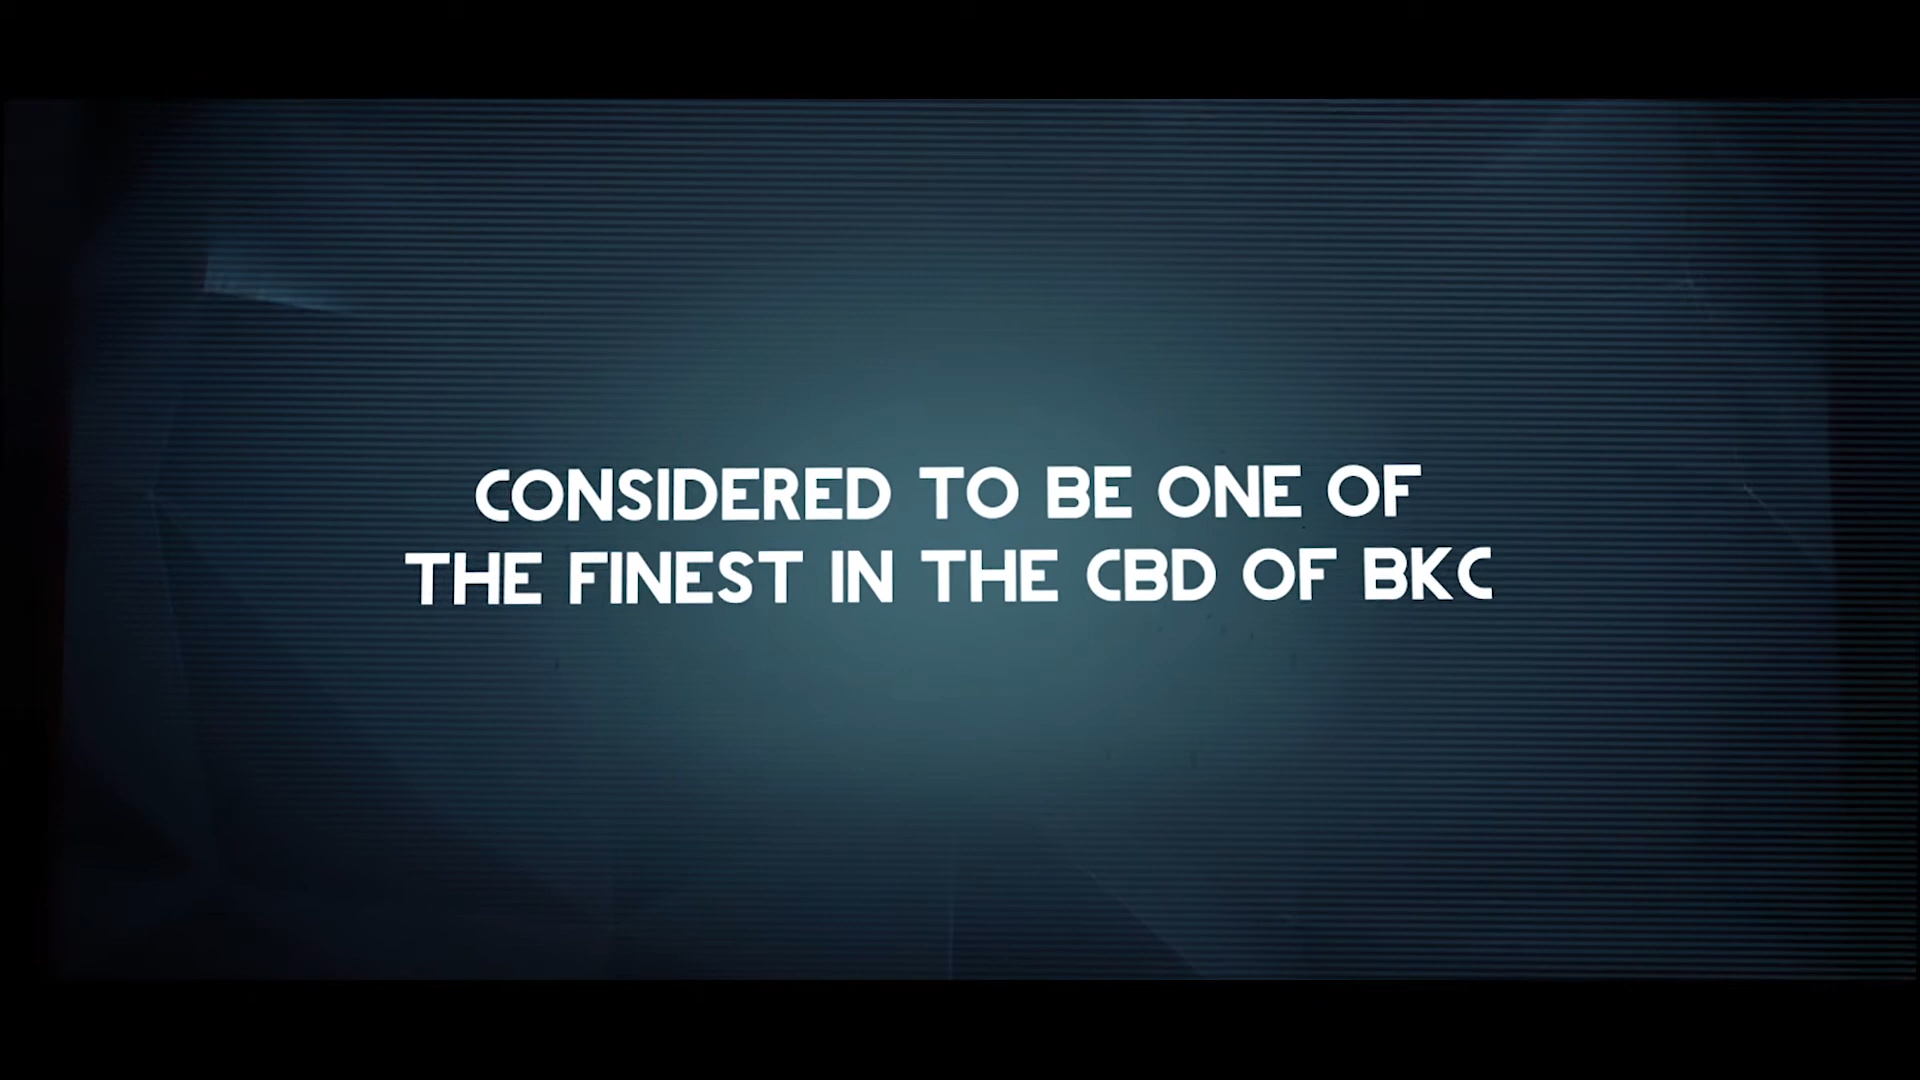 CONSIDERED TO BE ONE OF
THE FINEST IN THE CBD OF BKC